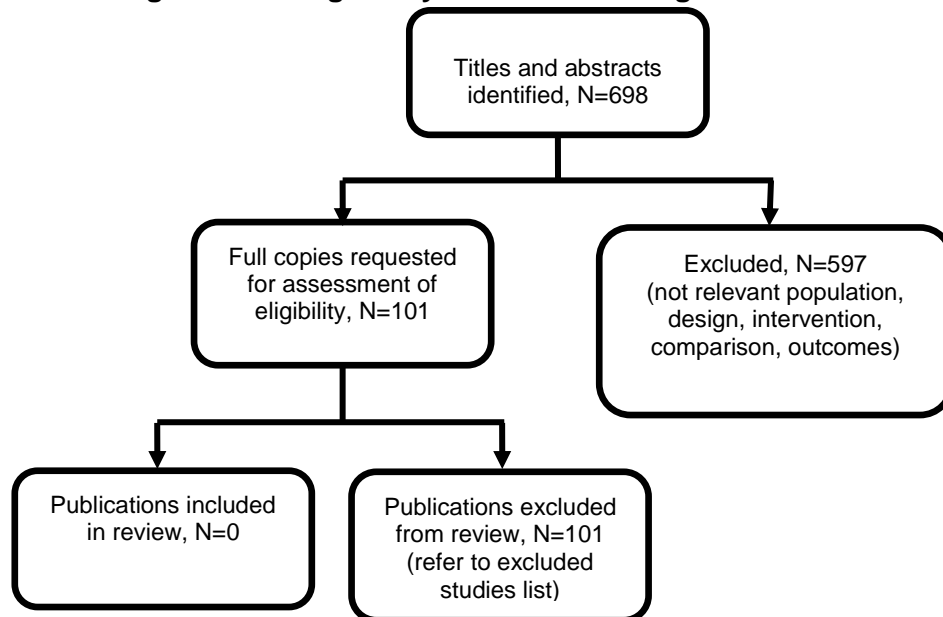 Titles and abstracts
identified, N=698
Full copies requested
for assessment of
eligibility, N=101
Excluded, N=597
(not relevant population,
design, intervention,
comparison, outcomes)
Publications included
in review, N=0
Publications excluded
from review, N=101
(refer to excluded
studies list)